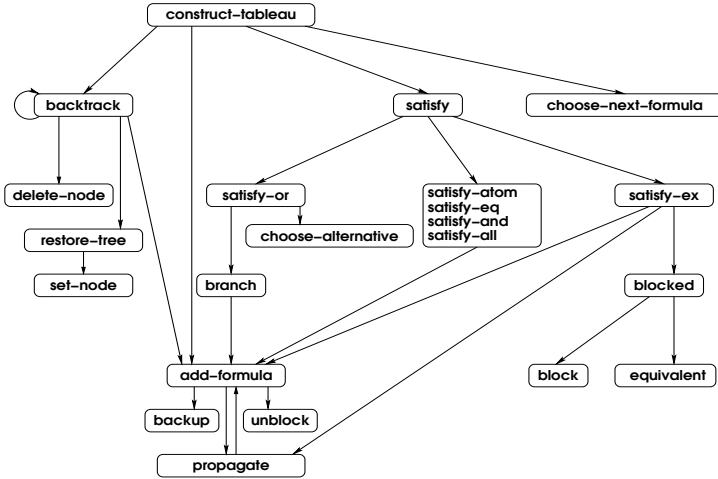 construct-tableau
backtrack
satisfy
choose-next-formula
delete-node
satisfy-or
satisfy-atom
satisfy-eq
satisfy-and
satisfy-all
satisfy-ex
restore-tree
choose-alternative
set-node
branch
blocked
add-formula
block
equivalent
backup
unblock
propagate